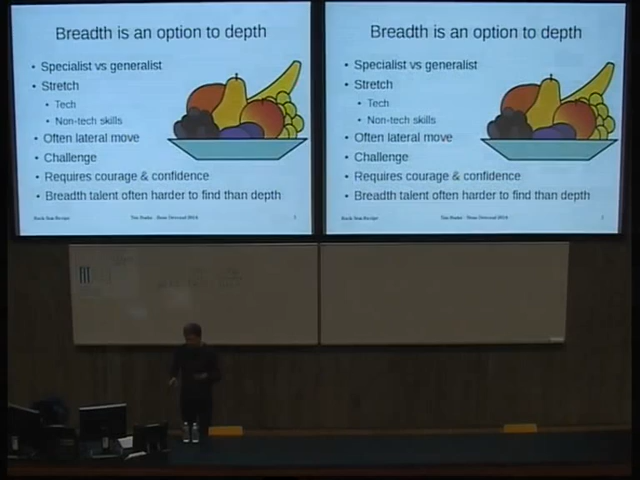 Breadth is an option to depth
• Specialist vs generalist
• Stretch
• Tech
• Non-tech skills
• Often lateral move
• Challenge
• Requires courage & confidence
• Breadth talent often harder to find than depth
Breadth is an option to depth
• Specialist vs generalist
• Stretch
• Tech
• Non-tech skills
• Often lateral move
• Challenge
• Requires courage & confidence
• Breadth talent often harder to find than depth